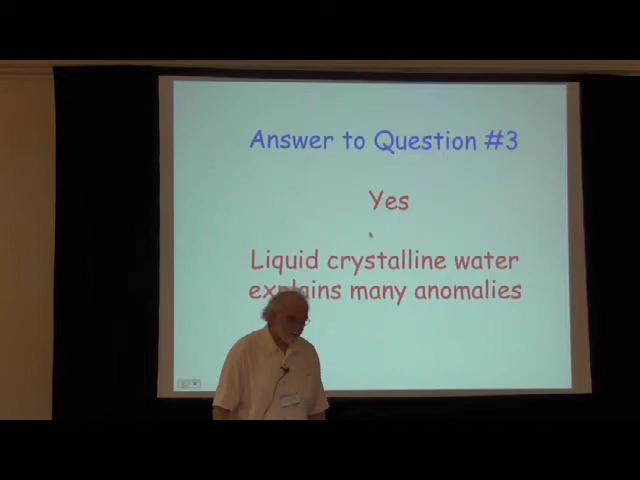 Answer to Question #3
Yes
Liquid crystalline water
explains many anomalies